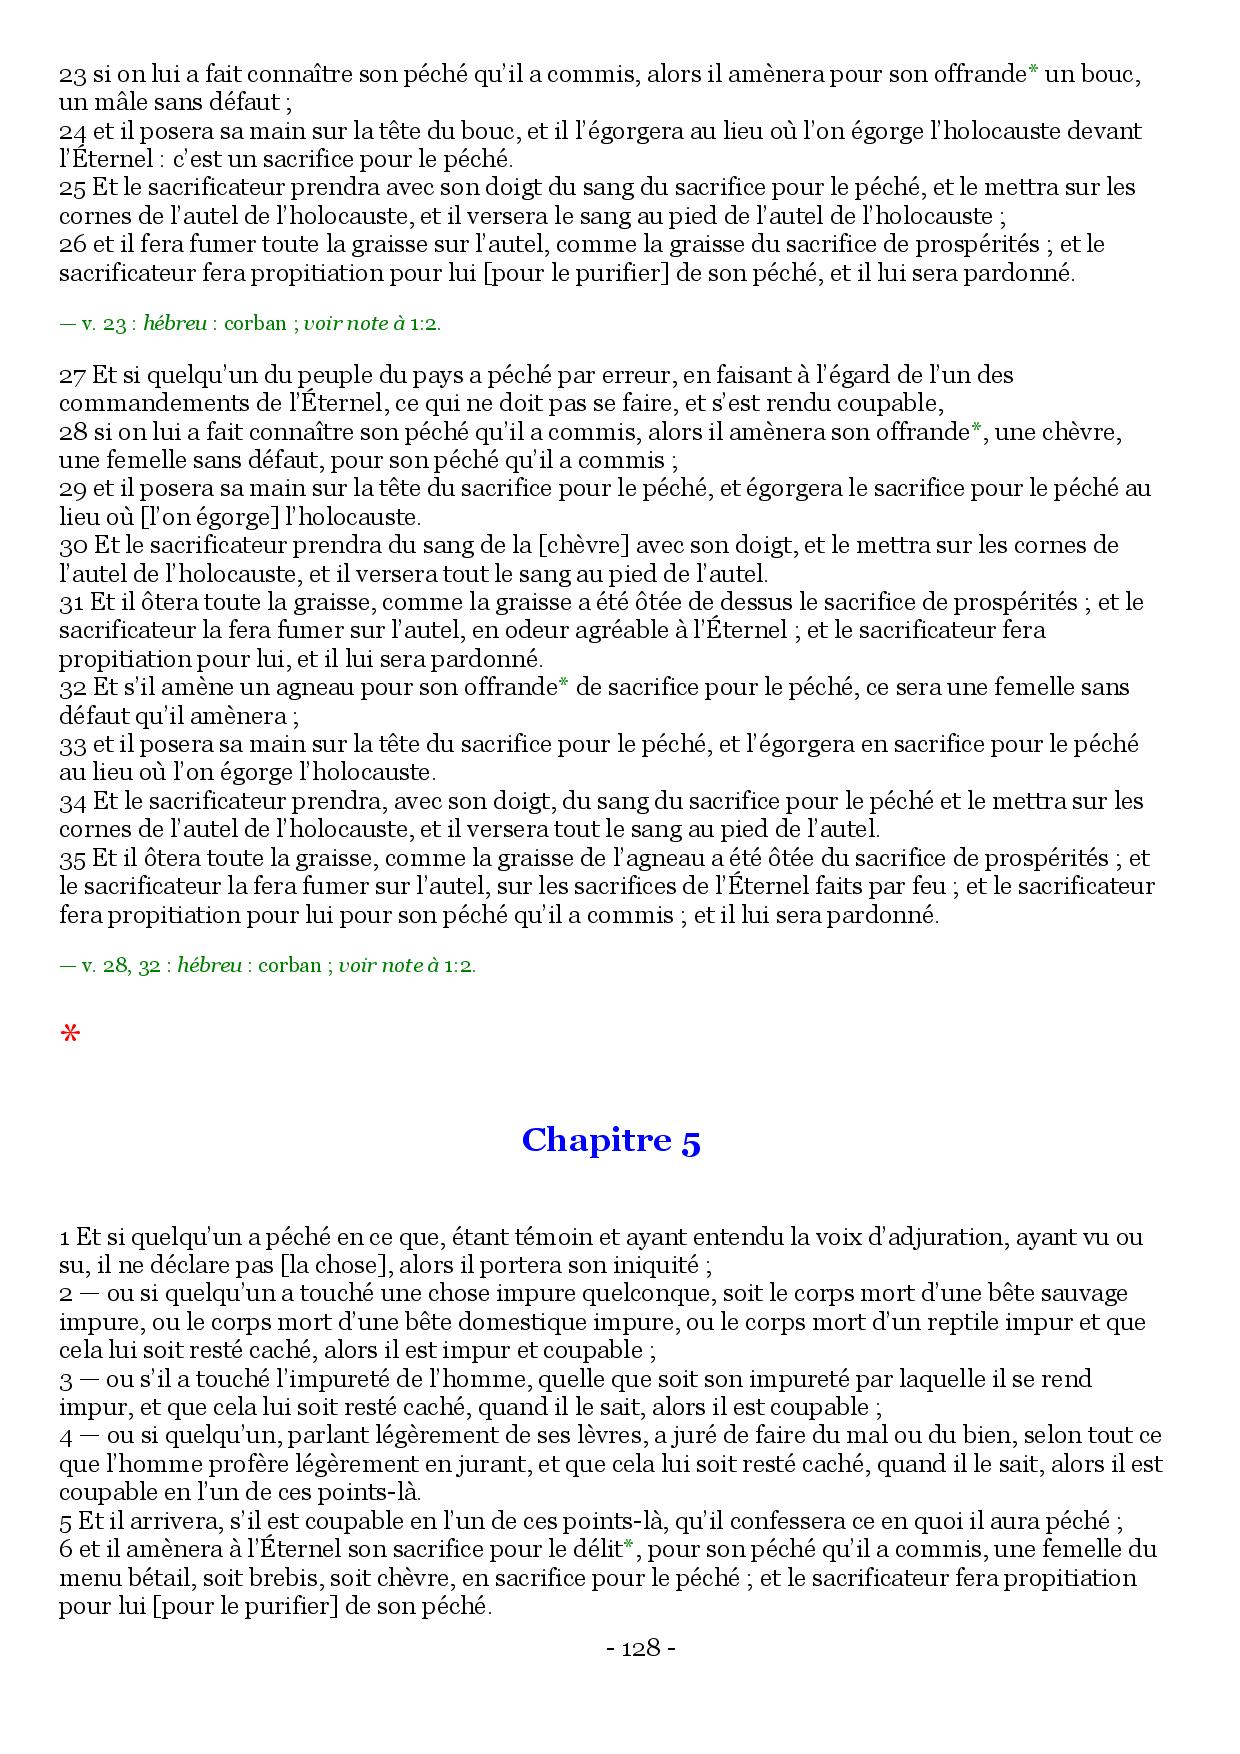 23 si on lui a fait connaître son péché qu’il a commis, alors il amènera pour son offrande* un bouc,
un mâle sans défaut ;
24 et il posera sa main sur la tête du bouc, et il l’égorgera au lieu où l’on égorge l’holocauste devant
l’Éternel : c’est un sacrifice pour le péché.
25 Et le sacrificateur prendra avec son doigt du sang du sacrifice pour le péché, et le mettra sur les
cornes de l’autel de l’holocauste, et il versera le sang au pied de l’autel de l’holocauste ;
26 et il fera fumer toute la graisse sur l’autel, comme la graisse du sacrifice de prospérités ; et le
sacrificateur fera propitiation pour lui [pour le purifier] de son péché, et il lui sera pardonné.
— v. 23 : hébreu : corban ; voir note à 1:2.
27 Et si quelqu’un du peuple du pays a péché par erreur, en faisant à l’égard de l’un des
commandements de l’Éternel, ce qui ne doit pas se faire, et s’est rendu coupable,
28 si on lui a fait connaître son péché qu’il a commis, alors il amènera son offrande*, une chèvre,
une femelle sans défaut, pour son péché qu’il a commis ;
29 et il posera sa main sur la tête du sacrifice pour le péché, et égorgera le sacrifice pour le péché au
lieu où [l’on égorge] l’holocauste.
30 Et le sacrificateur prendra du sang de la [chèvre] avec son doigt, et le mettra sur les cornes de
l’autel de l’holocauste, et il versera tout le sang au pied de l’autel.
31 Et il ôtera toute la graisse, comme la graisse a été ôtée de dessus le sacrifice de prospérités ; et le
sacrificateur la fera fumer sur l’autel, en odeur agréable à l’Éternel ; et le sacrificateur fera
propitiation pour lui, et il lui sera pardonné.
32 Et s’il amène un agneau pour son offrande* de sacrifice pour le péché, ce sera une femelle sans
défaut qu’il amènera ;
33 et il posera sa main sur la tête du sacrifice pour le péché, et l’égorgera en sacrifice pour le péché
au lieu où l’on égorge l’holocauste.
34 Et le sacrificateur prendra, avec son doigt, du sang du sacrifice pour le péché et le mettra sur les
cornes de l’autel de l’holocauste, et il versera tout le sang au pied de l’autel.
35 Et il ôtera toute la graisse, comme la graisse de l’agneau a été ôtée du sacrifice de prospérités ; et
le sacrificateur la fera fumer sur l’autel, sur les sacrifices de l’Éternel faits par feu ; et le sacrificateur
fera propitiation pour lui pour son péché qu’il a commis ; et il lui sera pardonné.
— v. 28, 32 : hébreu : corban ; voir note à 1:2.
*
Chapitre 5
1 Et si quelqu’un a péché en ce que, étant témoin et ayant entendu la voix d’adjuration, ayant vu ou
su, il ne déclare pas [la chose], alors il portera son iniquité ;
2 — ou si quelqu’un a touché une chose impure quelconque, soit le corps mort d’une bête sauvage
impure, ou le corps mort d’une bête domestique impure, ou le corps mort d’un reptile impur et que
cela lui soit resté caché, alors il est impur et coupable ;
3 — ou s’il a touché l’impureté de l’homme, quelle que soit son impureté par laquelle il se rend
impur, et que cela lui soit resté caché, quand il le sait, alors il est coupable ;
4 — ou si quelqu’un, parlant légèrement de ses lèvres, a juré de faire du mal ou du bien, selon tout ce
que l’homme profère légèrement en jurant, et que cela lui soit resté caché, quand il le sait, alors il est
coupable en l’un de ces points-là.
5 Et il arrivera, s’il est coupable en l’un de ces points-là, qu’il confessera ce en quoi il aura péché ;
6 et il amènera à l’Éternel son sacrifice pour le délit*, pour son péché qu’il a commis, une femelle du
menu bétail, soit brebis, soit chèvre, en sacrifice pour le péché ; et le sacrificateur fera propitiation
pour lui [pour le purifier] de son péché.
- 128 -